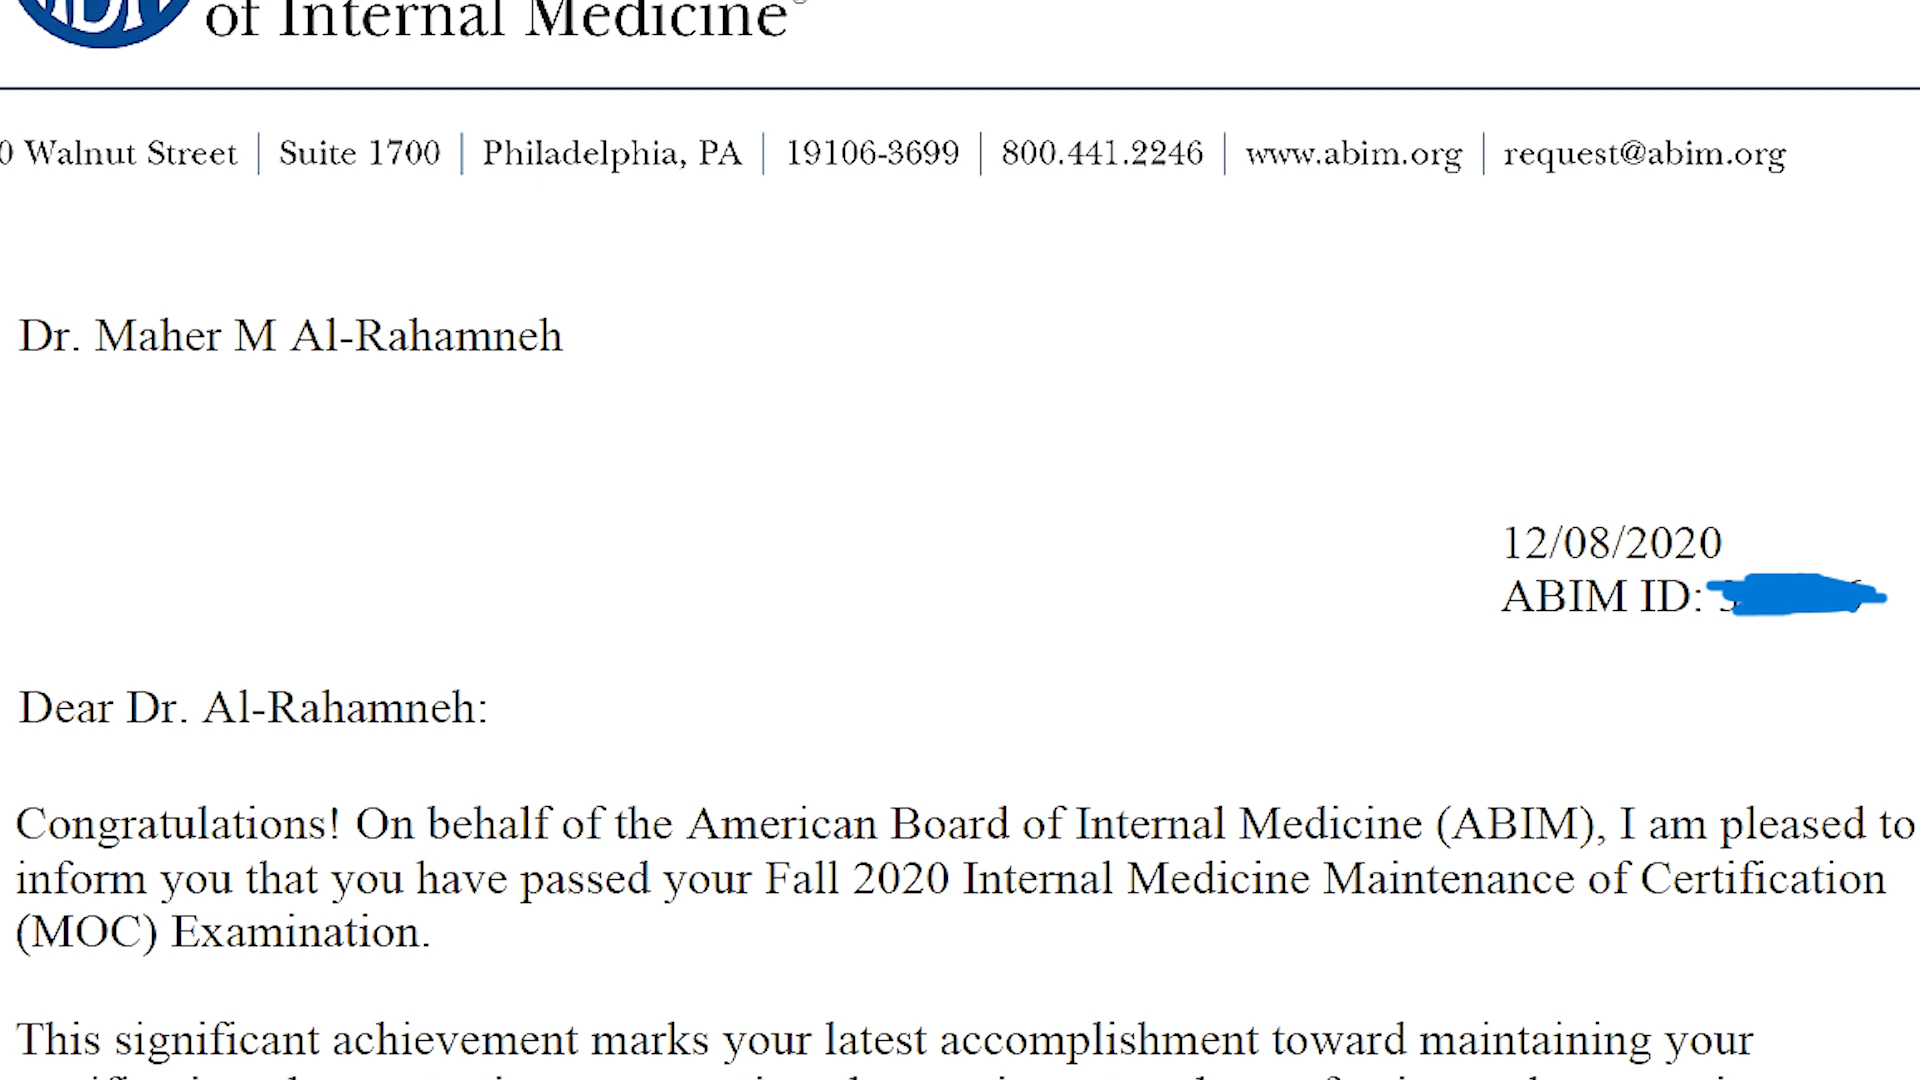 of Internal Medicine®
0 Walnut Street | Suite 1700 | Philadelphia, PA | 19106-3699 | 800.441.2246 | www.abim.org | request@abim.org
Dr. Maher M Al-Rahamneh
12/08/2020
ABIM ID:
Dear Dr. Al-Rahamneh:
Congratulations! On behalf of the American Board of Internal Medicine (ABIM), I am pleased to
inform you that you have passed your Fall 2020 Internal Medicine Maintenance of Certification
(MOC) Examination.
This significant achievement marks your latest accomplishment toward maintaining your